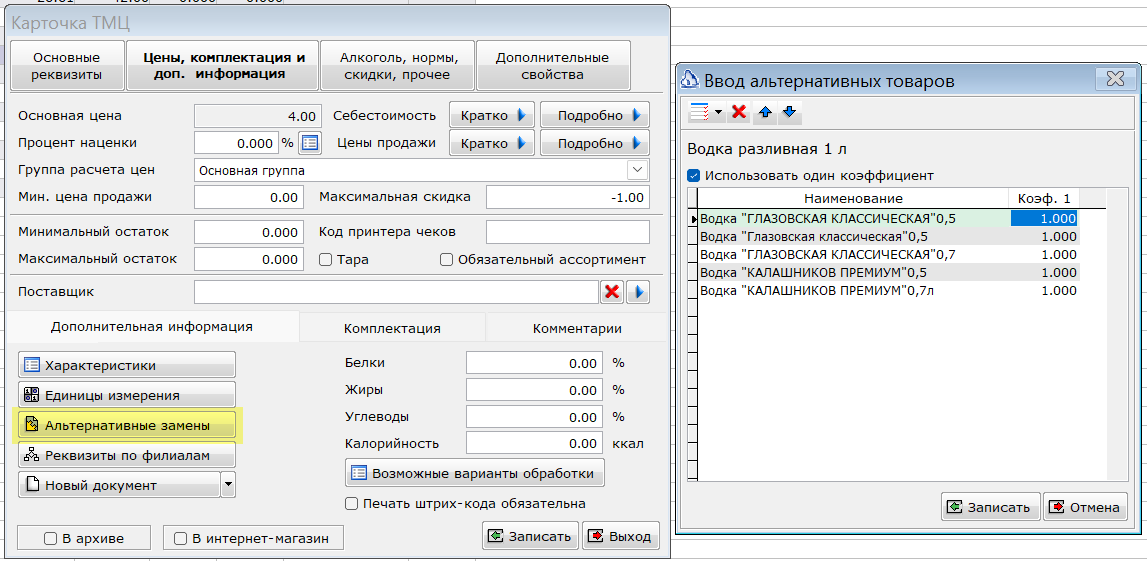 Карточка ТМЦ
Основные реквизиты
Цены, комплектация и доп. информация
Алкоголь, нормы, скидки, прочее
Дополнительные свойства
Основная цена 4.00 Себестоимость Кратко Подробно
Процент наценки 0.000 % Цены продажи Кратко Подробно
Группа расчета цен Основная группа
Мин. цена продажи 0.00 Максимальная скидка -1.00
Минимальный остаток 0.000 Код принтера чеков
Максимальный остаток 0.000 Тара Обязательный ассортимент
Поставщик
Дополнительная информация Комплектация Комментарии
Характеристики Белки 0.00 %
Единицы измерения Жиры 0.00 %
Альтернативные замены Углеводы 0.00 %
Реквизиты по филиалам Калорийность 0.00 ккал
Новый документ Возможные варианты обработки
Печать штрих-кода обязательна
В архиве В интернет-магазин Записать Выход
Ввод альтернативных товаров
Водка разливная 1 л
Использовать один коэффициент
Наименование Коэф. 1
Водка "ГЛАЗОВСКАЯ КЛАССИЧЕСКАЯ"0,5 1.000
Водка "Глазовская классическая"0,5 1.000
Водка "ГЛАЗОВСКАЯ КЛАССИЧЕСКАЯ"0,7 1.000
Водка "КАЛАШНИКОВ ПРЕМИУМ"0,5 1.000
Водка "КАЛАШНИКОВ ПРЕМИУМ"0,7л 1.000
Записать Отмена